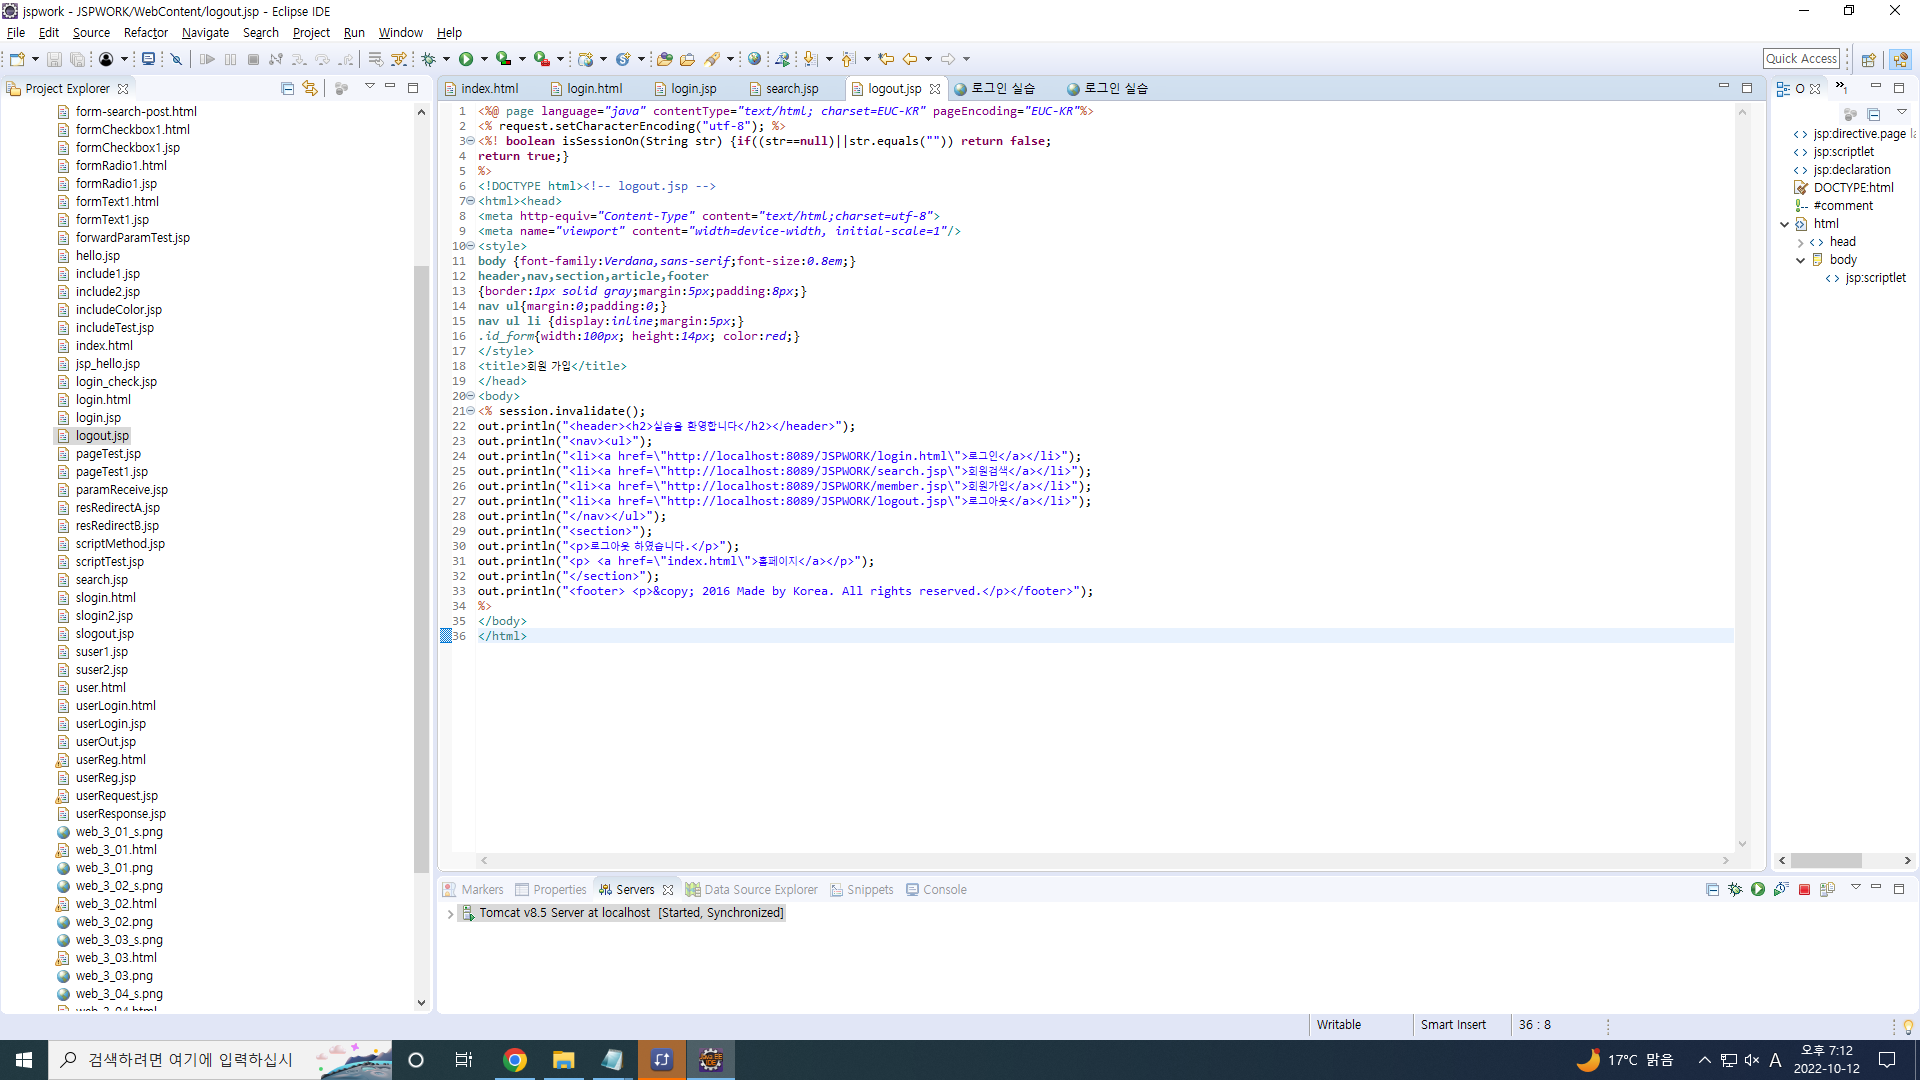 jspwork - JSPWORK/WebContent/logout.jsp - Eclipse IDE
File Edit Source Refactor Navigate Search Project Run Window Help
Quick Access
Project Explorer
form-search-post.html
formCheckbox1.html
formCheckbox1.jsp
formRadio1.html
formRadio1.jsp
formText1.html
formText1.jsp
forwardParamTest.jsp
hello.jsp
include1.jsp
include2.jsp
includeColor.jsp
includeTest.jsp
index.html
jsp_hello.jsp
login_check.jsp
login.html
login.jsp
logout.jsp
pageTest.jsp
pageTest1.jsp
paramReceive.jsp
resRedirectA.jsp
resRedirectB.jsp
scriptMethod.jsp
scriptTest.jsp
search.jsp
slogin.html
slogin2.jsp
slogout.jsp
suser1.jsp
suser2.jsp
user.html
userLogin.html
userLogin.jsp
userOut.jsp
userReg.html
userReg.jsp
userRequest.jsp
userResponse.jsp
web_3_01_s.png
web_3_01.html
web_3_01.png
web_3_02_s.png
web_3_02.html
web_3_02.png
web_3_03_s.png
web_3_03.html
web_3_03.png
web_3_04_s.png
web_3_04.html
index.html login.html login.jsp search.jsp logout.jsp 로그인 실습 로그인 실습
1 <%@ page language="java" contentType="text/html; charset=EUC-KR" pageEncoding="EUC-KR"%>
2 <% request.setCharacterEncoding("utf-8"); %>
3 <%! boolean isSessionOn(String str) {if((str==null)||str.equals("")) return false;
4 return true;}
5 %>
6 <!DOCTYPE html><!-- logout.jsp -->
7 <html><head>
8 <meta http-equiv="Content-Type" content="text/html;charset=utf-8">
9 <meta name="viewport" content="width=device-width, initial-scale=1"/>
10 <style>
11 body {font-family:Verdana,sans-serif;font-size:0.8em;}
12 header,nav,section,article,footer
13 {border:1px solid gray;margin:5px;padding:8px;}
14 nav ul{margin:0;padding:0;}
15 nav ul li {display:inline;margin:5px;}
16 .id_form{width:100px; height:14px; color:red;}
17 </style>
18 <title>회원 가입</title>
19 </head>
20 <body>
21 <% session.invalidate();
22 out.println("<header><h2>실습을 환영합니다</h2></header>");
23 out.println("<nav><ul>");
24 out.println("<li><a href=\"http://localhost:8089/JSPWORK/login.html\">로그인</a></li>");
25 out.println("<li><a href=\"http://localhost:8089/JSPWORK/search.jsp\">회원검색</a></li>");
26 out.println("<li><a href=\"http://localhost:8089/JSPWORK/member.jsp\">회원가입</a></li>");
27 out.println("<li><a href=\"http://localhost:8089/JSPWORK/logout.jsp\">로그아웃</a></li>");
28 out.println("</nav></ul>");
29 out.println("<section>");
30 out.println("<p>로그아웃 하였습니다.</p>");
31 out.println("<p> <a href=\"index.html\">홈페이지</a></p>");
32 out.println("</section>");
33 out.println("<footer> <p>&copy; 2016 Made by Korea. All rights reserved.</p></footer>");
34 %>
35 </body>
36 </html>
O
jsp:directive.page la
jsp:scriptlet
jsp:declaration
DOCTYPE:html
#comment
html
head
body
jsp:scriptlet
Markers Properties Servers Data Source Explorer Snippets Console
Tomcat v8.5 Server at localhost [Started, Synchronized]
Writable Smart Insert 36 : 8
검색하려면 여기에 입력하십시
17°C 맑음 A 오후 7:12
2022-10-12